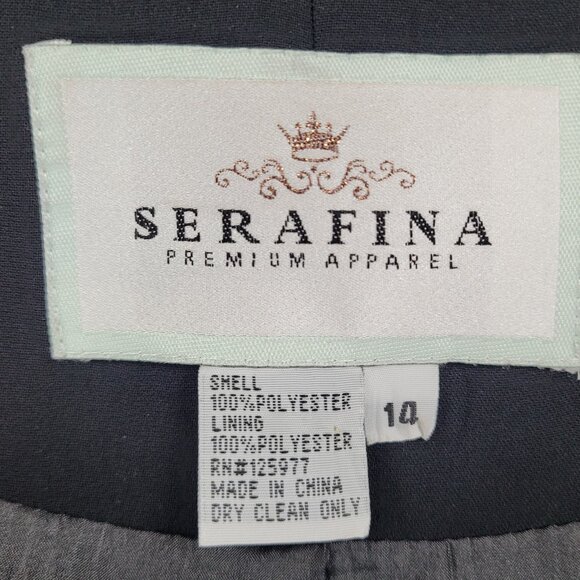 SERAFINA
PREMIUM APPAREL
SHELL
100%POLYESTER
LINING
100%POLYESTER
RN#125977
MADE IN CHINA
DRY CLEAN ONLY
14